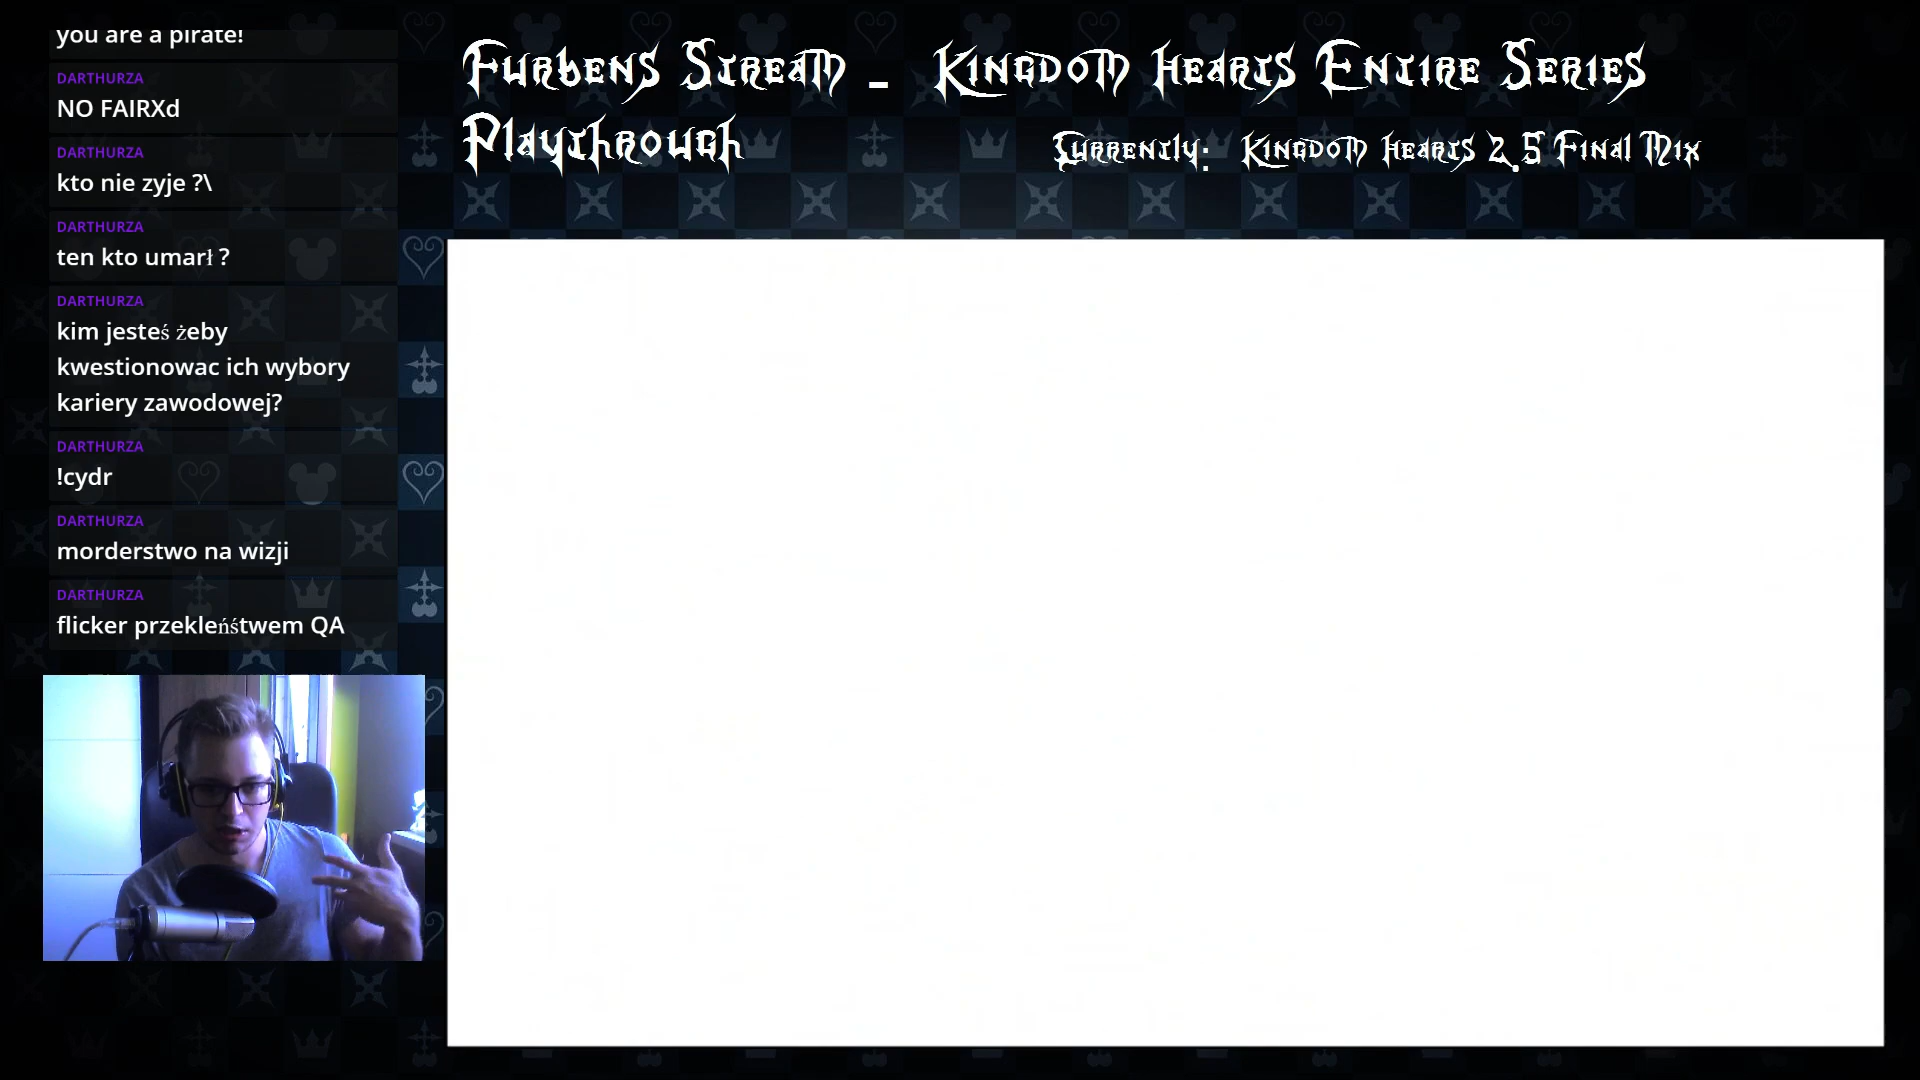 you are a pirate!
DARTHURZA
NO FAIRXd
DARTHURZA
kto nie zyje ?\
DARTHURZA
ten kto umarł ?
DARTHURZA
kim jesteś żeby
kwestionowac ich wybory
kariery zawodowej?
DARTHURZA
!cydr
DARTHURZA
morderstwo na wizji
DARTHURZA
flicker przekleńśtwem QA
Furbens Stream - Kingdom Hearts Entire Series
Playthrough
Currently: Kingdom Hearts 2.5 Final Mix